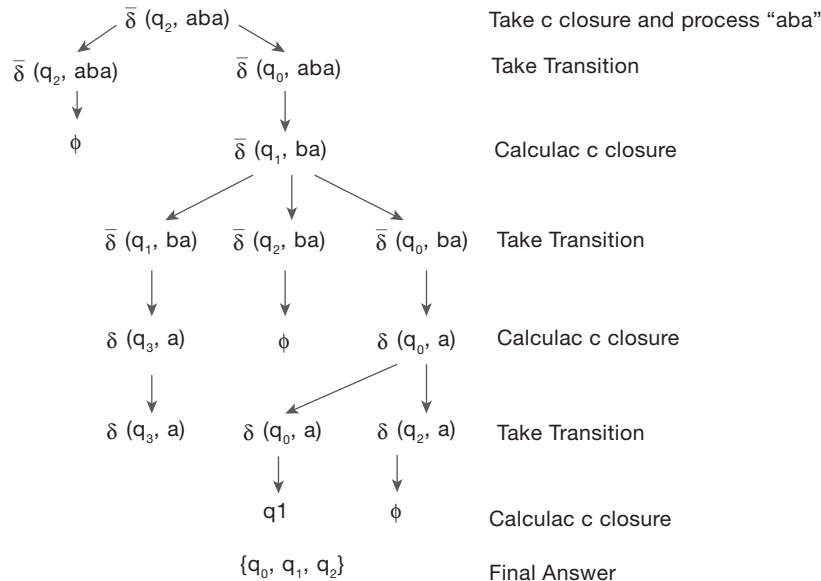 δ̅ (q₂, aba) Take c closure and process “aba”
δ̅ (q₂, aba) δ̅ (q₀, aba) Take Transition
ϕ δ̅ (q₁, ba) Calculac c closure
δ̅ (q₁, ba) δ̅ (q₂, ba) δ̅ (q₀, ba) Take Transition
δ (q₃, a) ϕ δ (q₀, a) Calculac c closure
δ (q₃, a) δ (q₀, a) δ (q₂, a) Take Transition
q1 ϕ Calculac c closure
{q₀, q₁, q₂} Final Answer